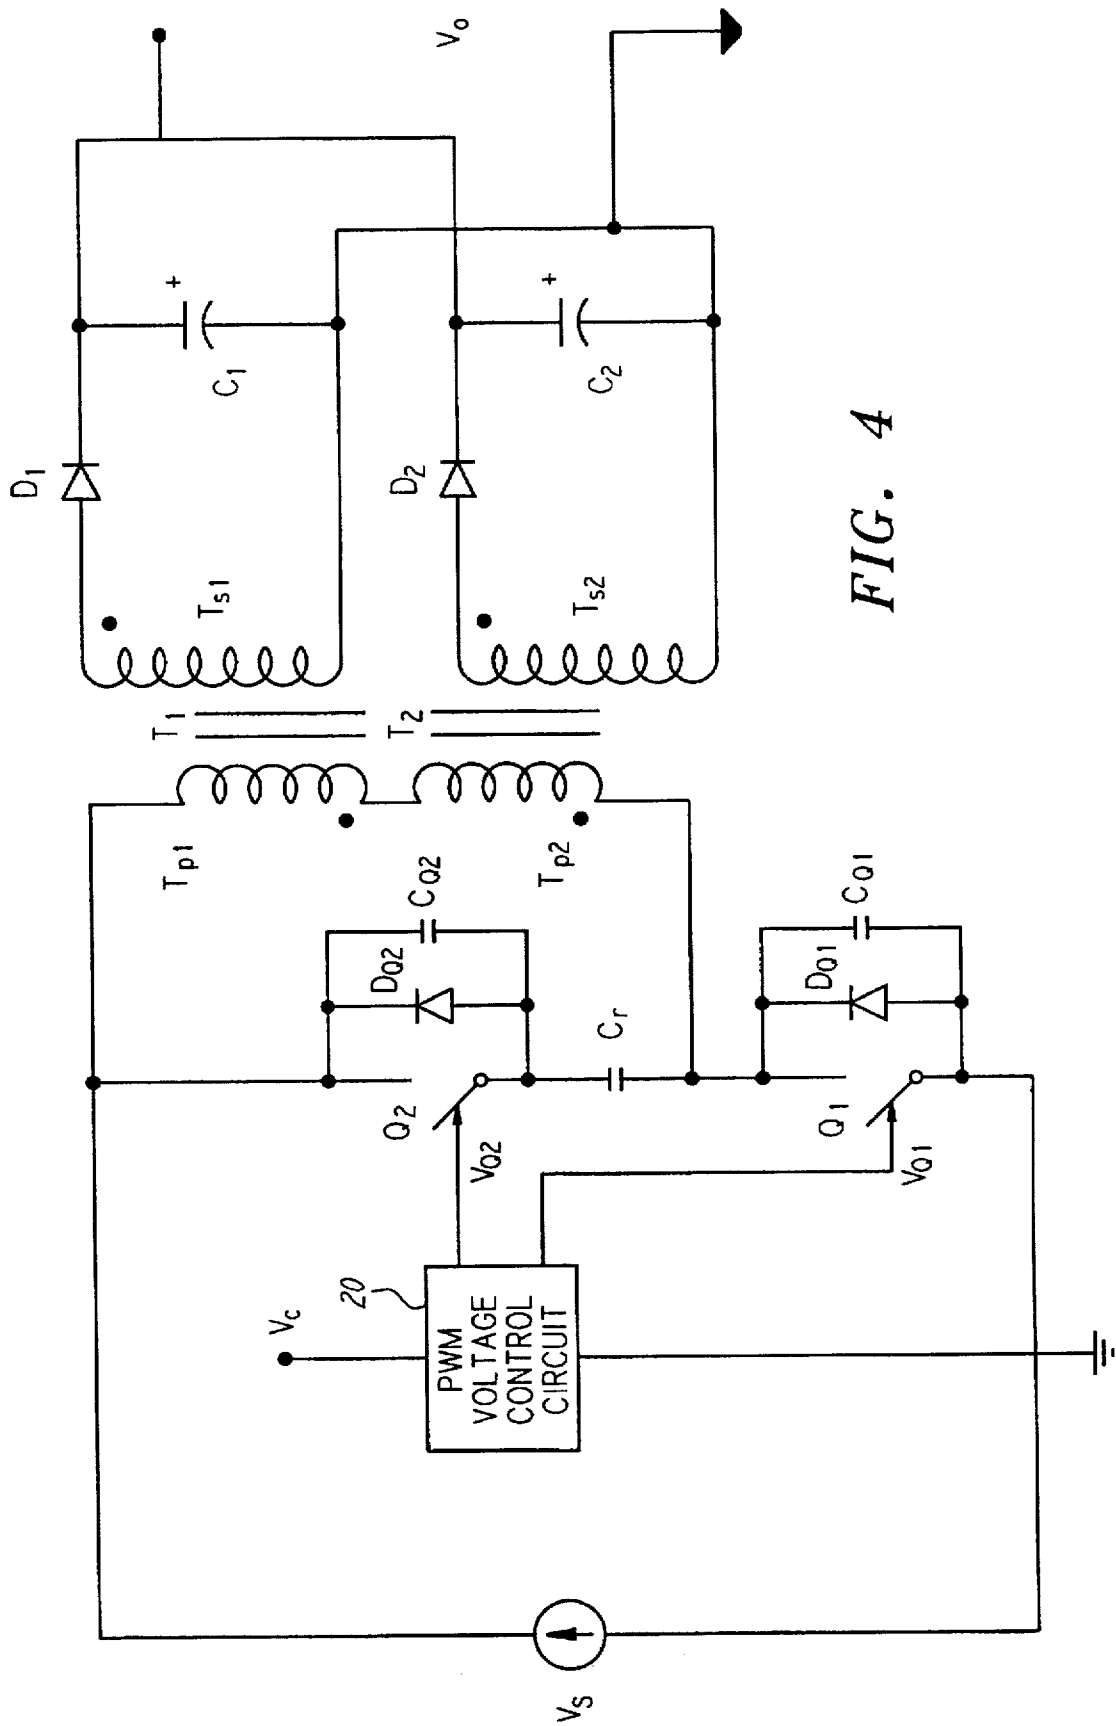 D1
+
C1
Vo
D2
+
C2
Ts1
Ts2
T1
T2
Tp1
Tp2
CQ2
DQ2
Cr
CQ1
DQ1
Q2
VQ2
Q1
VQ1
Vc
20
PWM
VOLTAGE
CONTROL
CIRCUIT
Vs
FIG. 4